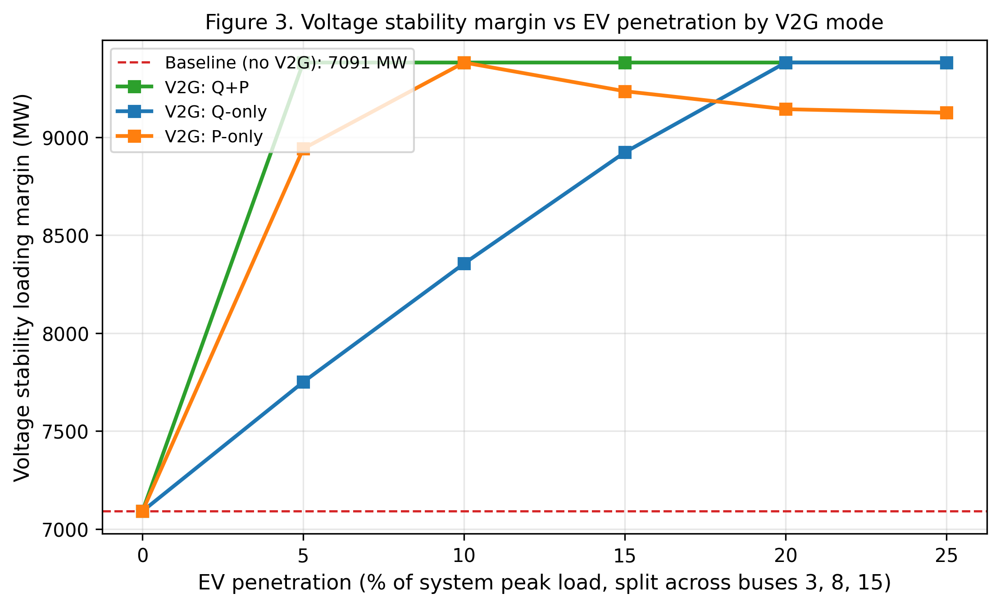 Figure 3. Voltage stability margin vs EV penetration by V2G mode
Baseline (no V2G): 7091 MW
V2G: Q+P
V2G: Q-only
V2G: P-only
Voltage stability loading margin (MW)
9000
8500
8000
7500
7000
0 5 10 15 20 25
EV penetration (% of system peak load, split across buses 3, 8, 15)